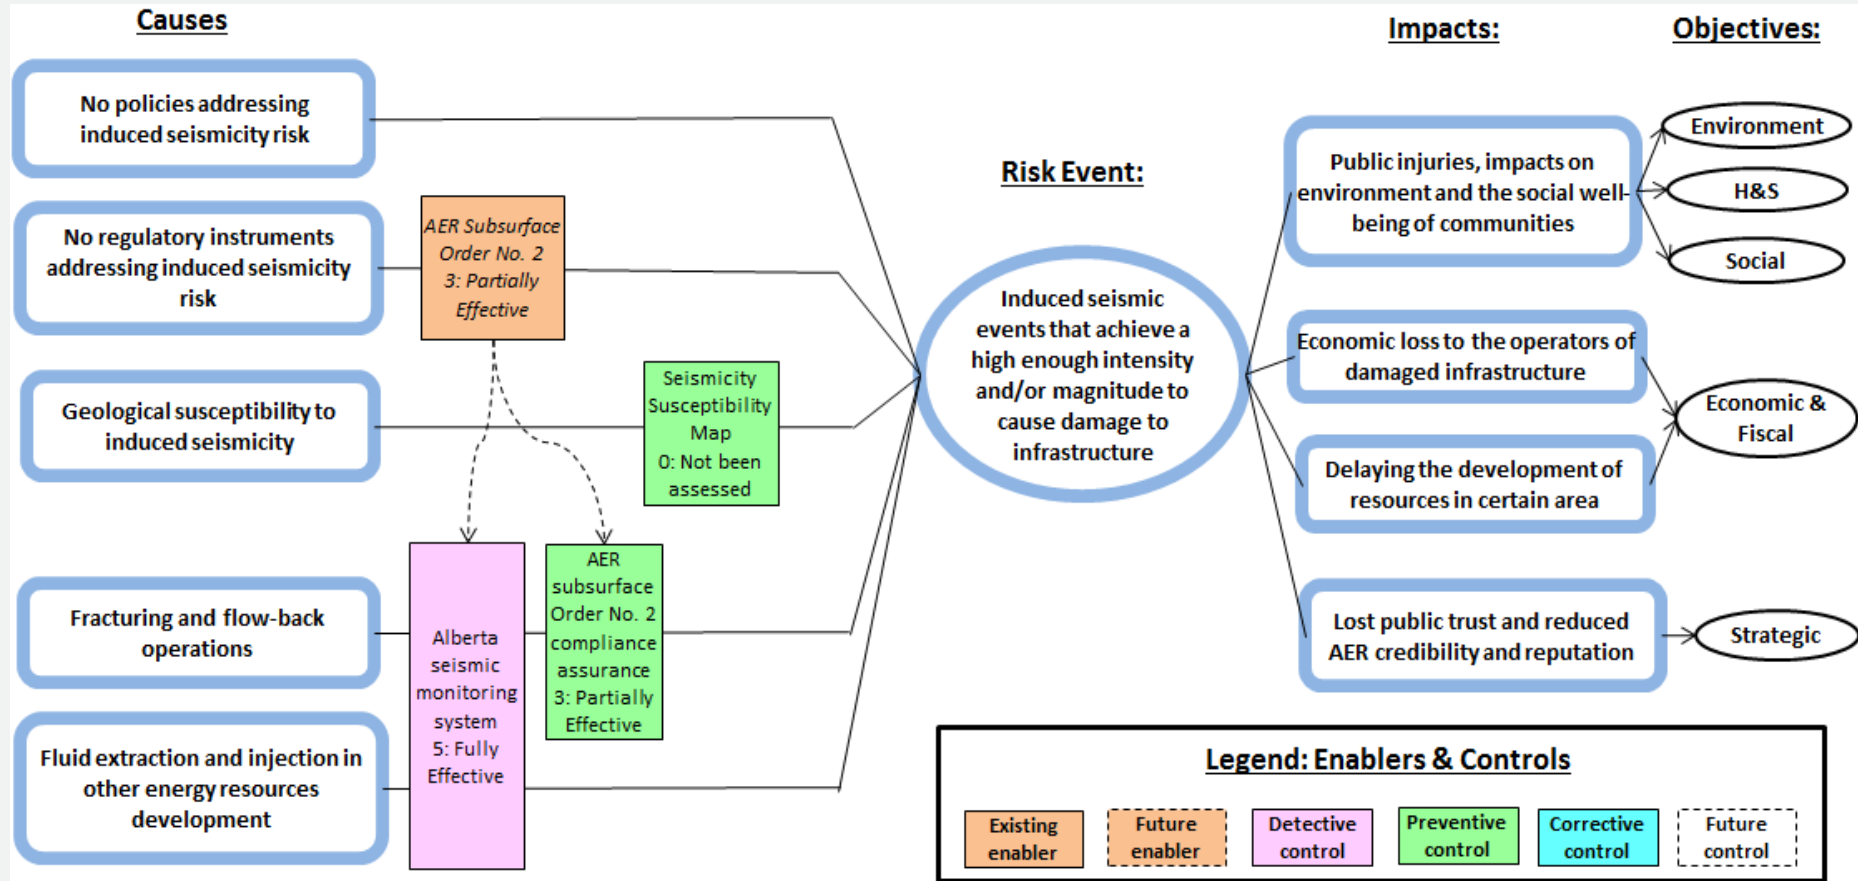 Causes
No policies addressing
induced seismicity risk
No regulatory instruments
addressing induced seismicity
risk
Geological susceptibility to
induced seismicity
Fracturing and flow-back
operations
Fluid extraction and injection in
other energy resources
development
AER Subsurface
Order No. 2
3: Partially
Effective
Seismicity
Susceptibility
Map
0: Not been
assessed
Alberta
seismic
monitoring
system
5: Fully
Effective
AER
subsurface
Order No. 2
compliance
assurance
3: Partially
Effective
Risk Event:
Induced seismic
events that achieve a
high enough intensity
and/or magnitude to
cause damage to
infrastructure
Impacts:
Public injuries, impacts on
environment and the social well-
being of communities
Economic loss to the operators of
damaged infrastructure
Delaying the development of
resources in certain area
Lost public trust and reduced
AER credibility and reputation
Objectives:
Environment
H&S
Social
Economic &
Fiscal
Strategic
Legend: Enablers & Controls
Existing
enabler
Future
enabler
Detective
control
Preventive
control
Corrective
control
Future
control